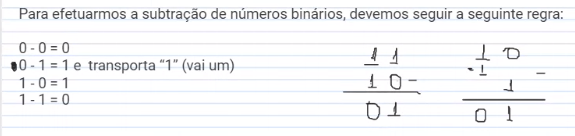 Para efetuarmos a subtração de números binários, devemos seguir a seguinte regra:
0 - 0 = 0
0 - 1 = 1 e transporta “1” (vai um)
1 - 0 = 1
1 - 1 = 0
1 1
1 0 -
0 1
1 0
- 1
1 -
0 1